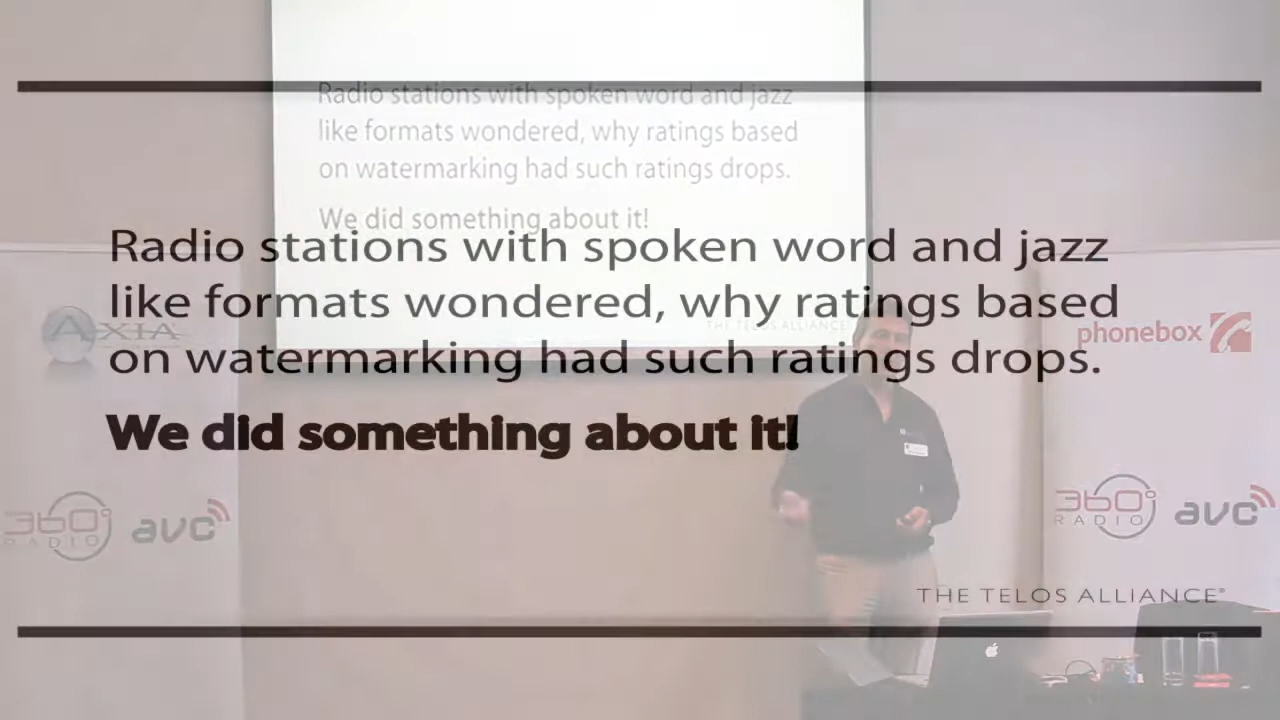 Radio stations with spoken word and jazz
like formats wondered, why ratings based
on watermarking had such ratings drops.
We did something about it!
THE TELOS ALLIANCE
Radio stations with spoken word and jazz
like formats wondered, why ratings based
on watermarking had such ratings drops.
We did something about it!
THE TELOS ALLIANCE®
AXIA
360°
RADIO
avc
phonebox
360°
RADIO
avc